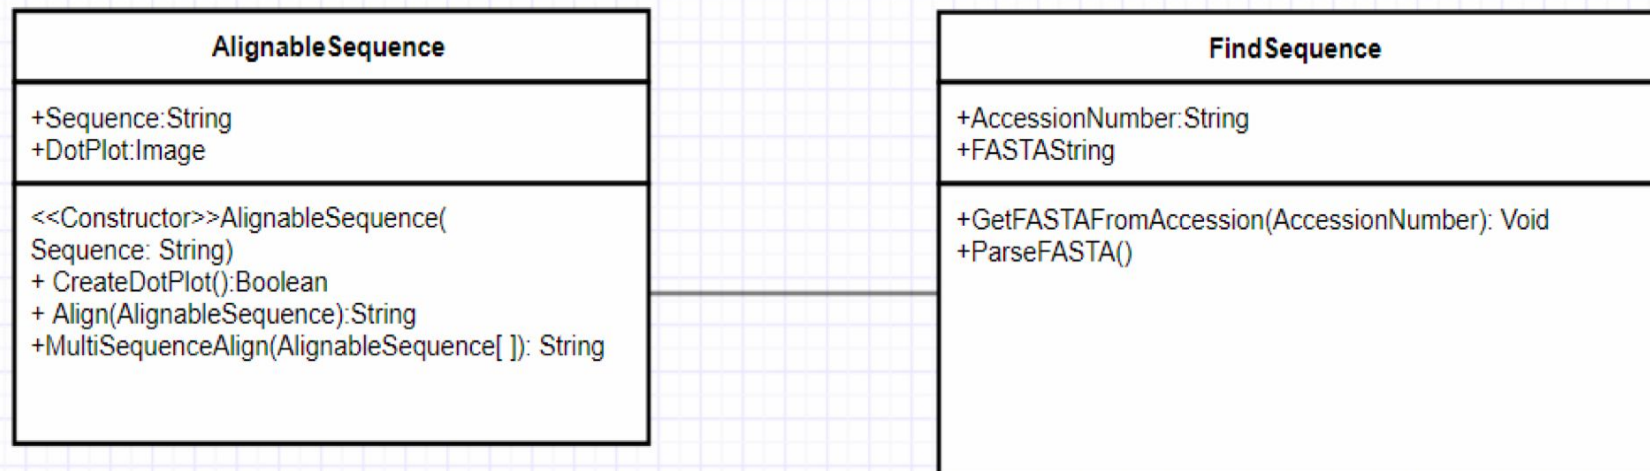 AlignableSequence
+Sequence:String
+DotPlot:Image
<<Constructor>>AlignableSequence(
Sequence: String)
+ CreateDotPlot():Boolean
+ Align(AlignableSequence):String
+MultiSequenceAlign(AlignableSequence[ ]): String
FindSequence
+AccessionNumber:String
+FASTAString
+GetFASTAFromAccession(AccessionNumber): Void
+ParseFASTA()